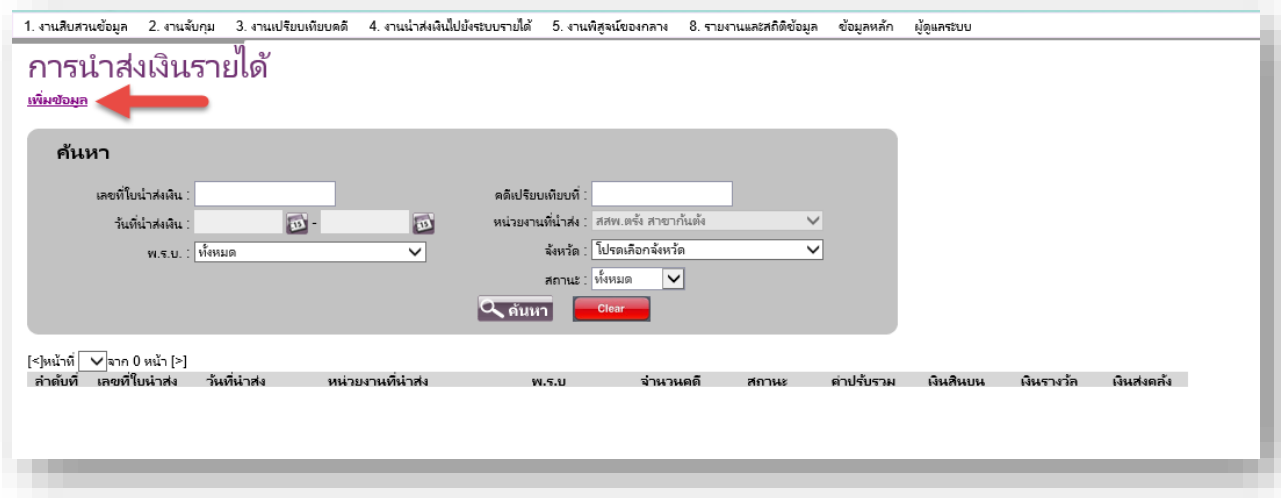 1. งานสืบสวนข้อมูล 2. งานจับกุม 3. งานเปรียบเทียบคดี 4. งานนำส่งเงินไปยังระบบรายได้ 5. งานพิสูจน์ของกลาง 8. รายงานและสถิติข้อมูล ข้อมูลหลัก ผู้ดูแลระบบ
การนำส่งเงินรายได้
เพิ่มข้อมูล
ค้นหา
เลขที่ใบนำส่งเงิน : คดีเปรียบเทียบที่ :
วันที่นำส่งเงิน : - หน่วยงานที่นำส่ง : สสพ.ตรัง สาขากันตัง
พ.ร.บ. : ทั้งหมด จังหวัด : โปรดเลือกจังหวัด
สถานะ : ทั้งหมด
ค้นหา Clear
[<]หน้าที่ จาก 0 หน้า [>]
ลำดับที่ เลขที่ใบนำส่ง วันที่นำส่ง หน่วยงานที่นำส่ง พ.ร.บ จำนวนคดี สถานะ ค่าปรับรวม เงินสินบน เงินรางวัล เงินส่งคลัง